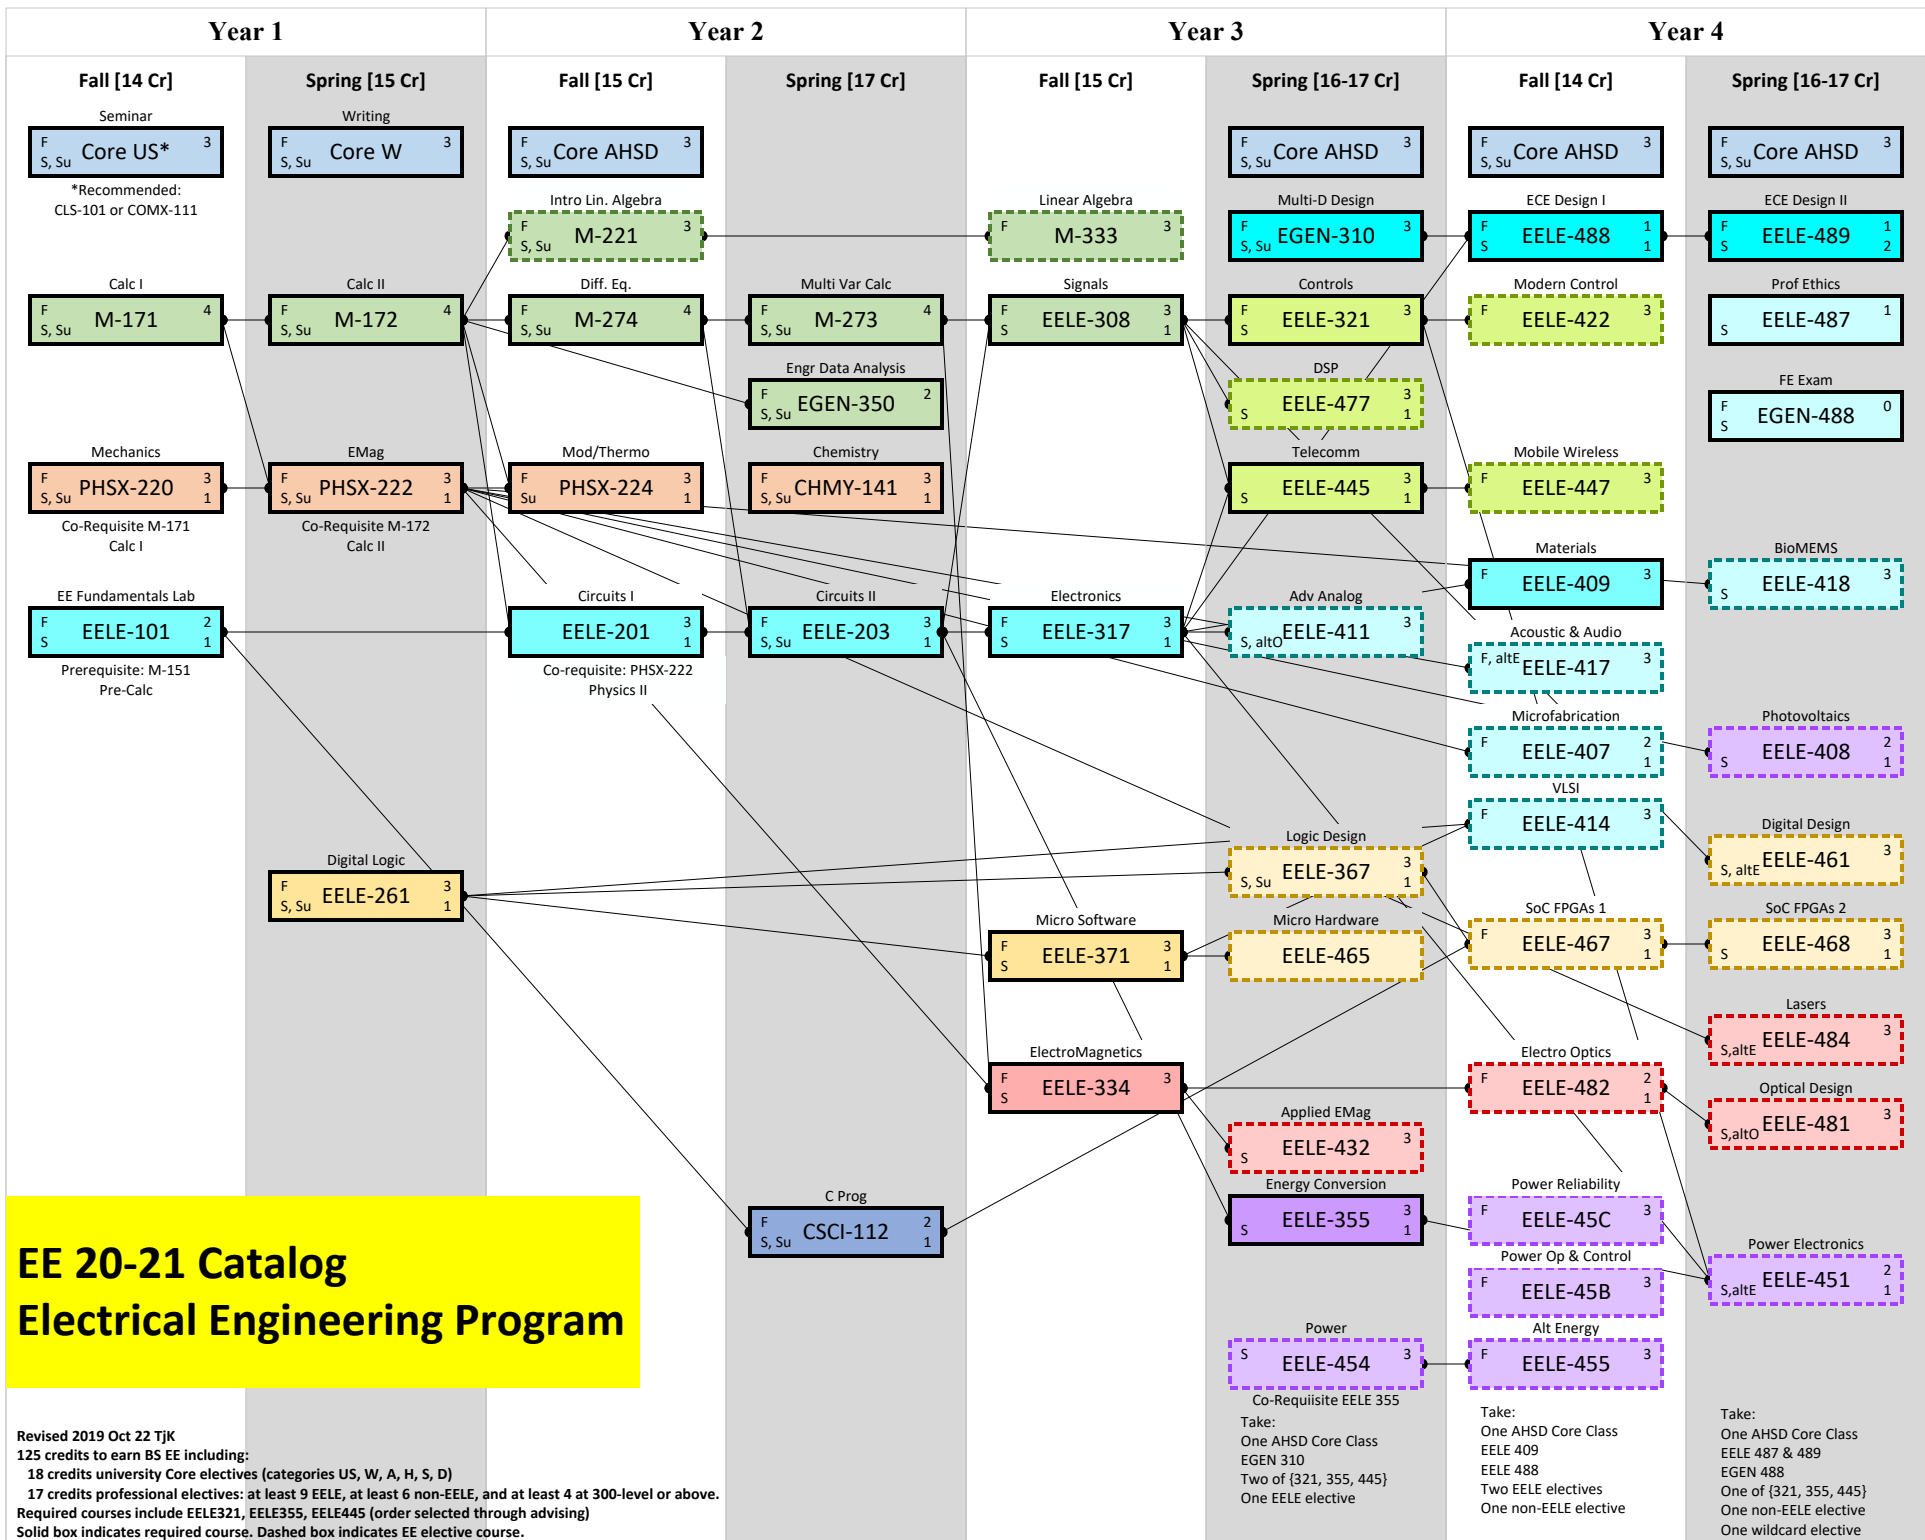 Year 1
Year 2
Year 3
Year 4
Fall [14 Cr]
Spring [15 Cr]
Fall [15 Cr]
Spring [17 Cr]
Fall [15 Cr]
Spring [16-17 Cr]
Fall [14 Cr]
Spring [16-17 Cr]
Seminar
F
S, Su
Core US*
3
*Recommended:
CLS-101 or COMX-111
Calc I
F
S, Su
M-171
4
Mechanics
F
S, Su
PHSX-220
3
1
Co-Requisite M-171
Calc I
EE Fundamentals Lab
F
S
EELE-101
2
1
Prerequisite: M-151
Pre-Calc
Writing
F
S, Su
Core W
3
Calc II
F
S, Su
M-172
4
EMag
F
S, Su
PHSX-222
3
1
Co-Requisite M-172
Calc II
Digital Logic
F
S, Su
EELE-261
3
1
F
S, Su
Core AHSD
3
Intro Lin. Algebra
F
S, Su
M-221
3
Diff. Eq.
F
S, Su
M-274
4
Mod/Thermo
F
Su
PHSX-224
3
1
Circuits I
F
EELE-201
3
1
Co-requisite: PHSX-222
Physics II
Multi Var Calc
F
S, Su
M-273
4
Engr Data Analysis
F
S, Su
EGEN-350
2
Chemistry
F
S, Su
CHMY-141
3
1
Circuits II
F
S, Su
EELE-203
3
1
C Prog
F
S, Su
CSCI-112
2
1
Linear Algebra
F
M-333
3
Signals
F
S
EELE-308
3
1
Electronics
F
S
EELE-317
3
1
Micro Software
F
S
EELE-371
3
1
ElectroMagnetics
F
S
EELE-334
3
F
S, Su
Core AHSD
3
Multi-D Design
F
S, Su
EGEN-310
3
Controls
F
S
EELE-321
3
DSP
S
EELE-477
3
1
Telecomm
S
EELE-445
3
1
Adv Analog
S, altO
EELE-411
3
Logic Design
S, Su
EELE-367
3
1
Micro Hardware
EELE-465
Applied EMag
S
EELE-432
3
Energy Conversion
S
EELE-355
3
1
Power
S
EELE-454
3
Co-Requiisite EELE 355
Take:
One AHSD Core Class
EGEN 310
Two of {321, 355, 445}
One EELE elective
F
S, Su
Core AHSD
3
ECE Design I
F
S
EELE-488
1
1
Modern Control
F
EELE-422
3
Mobile Wireless
F
EELE-447
3
Materials
F
EELE-409
3
Acoustic & Audio
F, altE
EELE-417
3
Microfabrication
F
EELE-407
2
1
VLSI
F
EELE-414
3
SoC FPGAs 1
F
EELE-467
3
1
Electro Optics
F
EELE-482
2
1
Power Reliability
F
EELE-45C
3
Power Op & Control
F
EELE-45B
3
Alt Energy
F
EELE-455
3
Take:
One AHSD Core Class
EELE 409
EELE 488
Two EELE electives
One non-EELE elective
F
S, Su
Core AHSD
3
ECE Design II
F
S
EELE-489
1
2
Prof Ethics
S
EELE-487
1
FE Exam
F
S
EGEN-488
0
BioMEMS
S
EELE-418
3
Photovoltaics
S
EELE-408
2
1
Digital Design
S, altE
EELE-461
3
SoC FPGAs 2
S
EELE-468
3
1
Lasers
S,altE
EELE-484
3
Optical Design
S,altO
EELE-481
3
Power Electronics
S,altE
EELE-451
2
1
Take:
One AHSD Core Class
EELE 487 & 489
EGEN 488
One of {321, 355, 445}
One non-EELE elective
One wildcard elective
EE 20-21 Catalog
Electrical Engineering Program
Revised 2019 Oct 22 TjK
125 credits to earn BS EE including:
18 credits university Core electives (categories US, W, A, H, S, D)
17 credits professional electives: at least 9 EELE, at least 6 non-EELE, and at least 4 at 300-level or above.
Required courses include EELE321, EELE355, EELE445 (order selected through advising)
Solid box indicates required course. Dashed box indicates EE elective course.